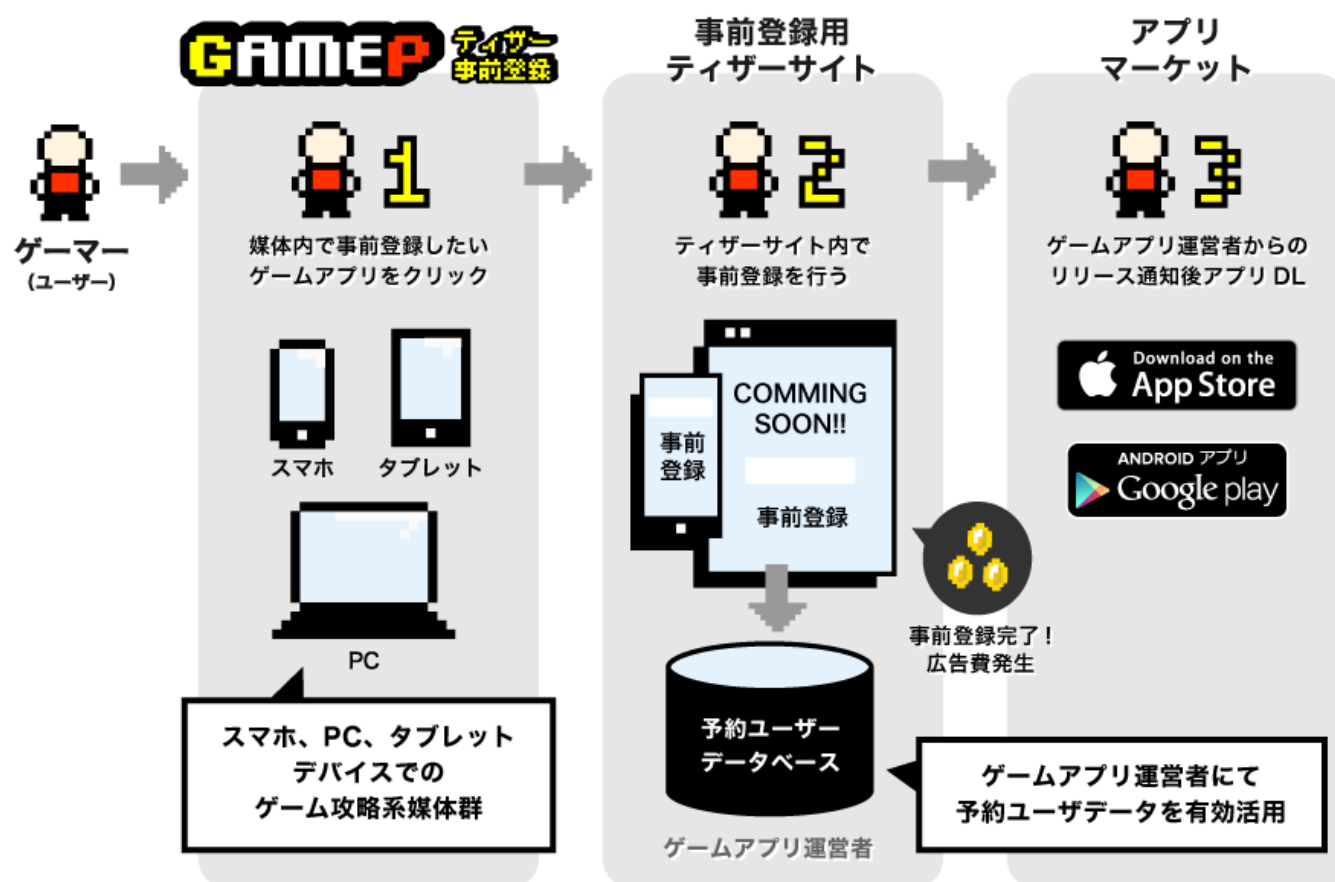 GAMEP
ティザー
事前登録
事前登録用
ティザーサイト
アプリ
マーケット
ゲーマー
(ユーザー)
1
媒体内で事前登録したい
ゲームアプリをクリック
2
ティザーサイト内で
事前登録を行う
3
ゲームアプリ運営者からの
リリース通知後アプリ DL
スマホ
タブレット
PC
スマホ、PC、タブレット
デバイスでの
ゲーム攻略系媒体群
事前
登録
COMMING
SOON!!
事前登録
事前登録完了!
広告費発生
予約ユーザー
データベース
ゲームアプリ運営者
ゲームアプリ運営者にて
予約ユーザデータを有効活用
Download on the
App Store
ANDROID アプリ
Google play